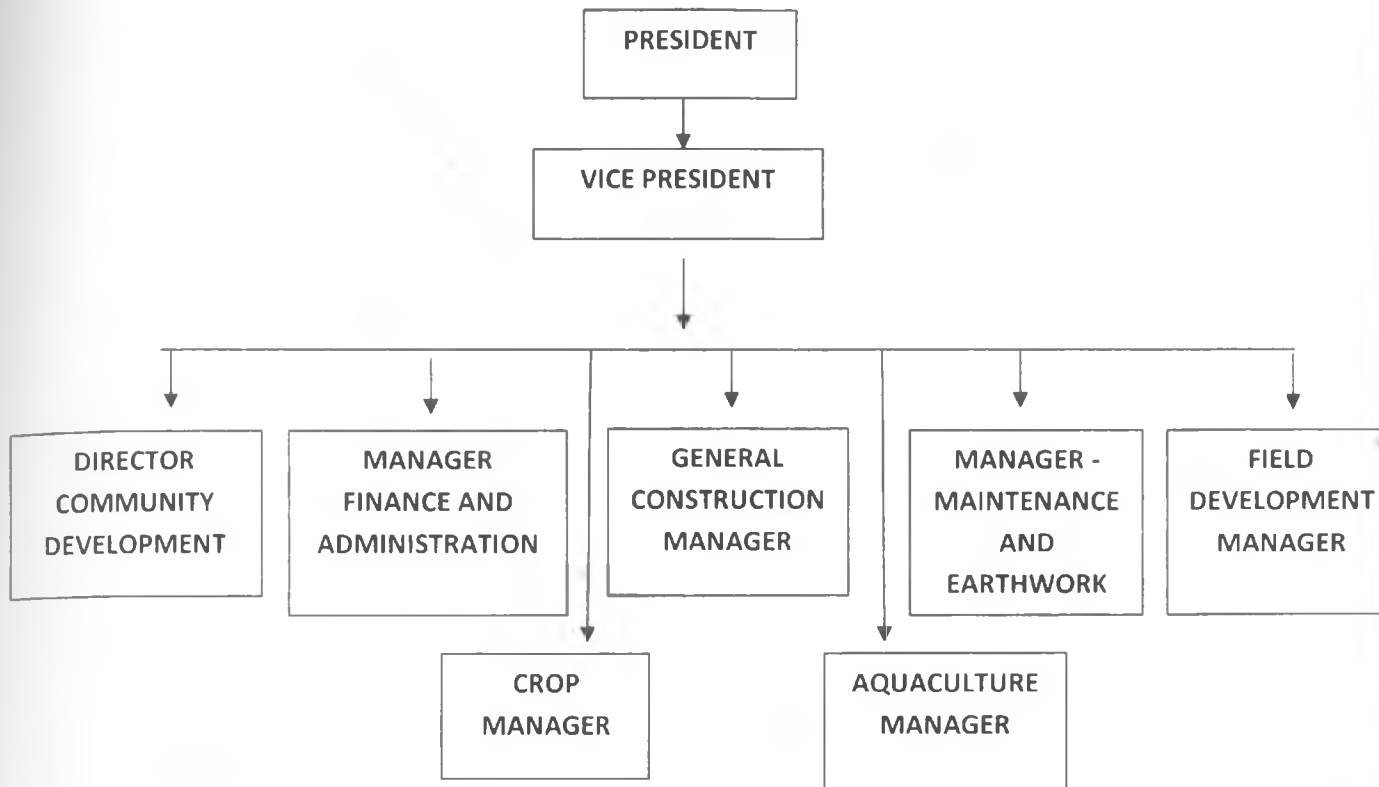 PRESIDENT
VICE PRESIDENT
DIRECTOR
COMMUNITY
DEVELOPMENT
MANAGER
FINANCE AND
ADMINISTRATION
GENERAL
CONSTRUCTION
MANAGER
MANAGER -
MAINTENANCE
AND
EARTHWORK
FIELD
DEVELOPMENT
MANAGER
CROP
MANAGER
AQUACULTURE
MANAGER